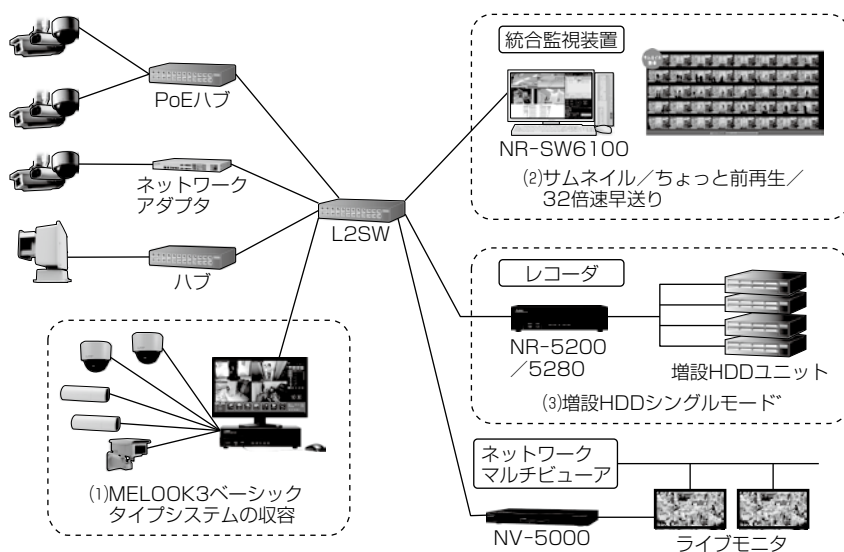 PoEハブ
ネットワーク
アダプタ
ハブ
L2SW
(1)MELOOK3ベーシック
タイプシステムの収容
統合監視装置
NR-SW6100
(2)サムネイル/ちょっと前再生/
32倍速早送り
レコーダ
NR-5200
/5280
増設HDDユニット
(3)増設HDDシングルモード
ネットワーク
マルチビューア
NV-5000
ライブモニタ